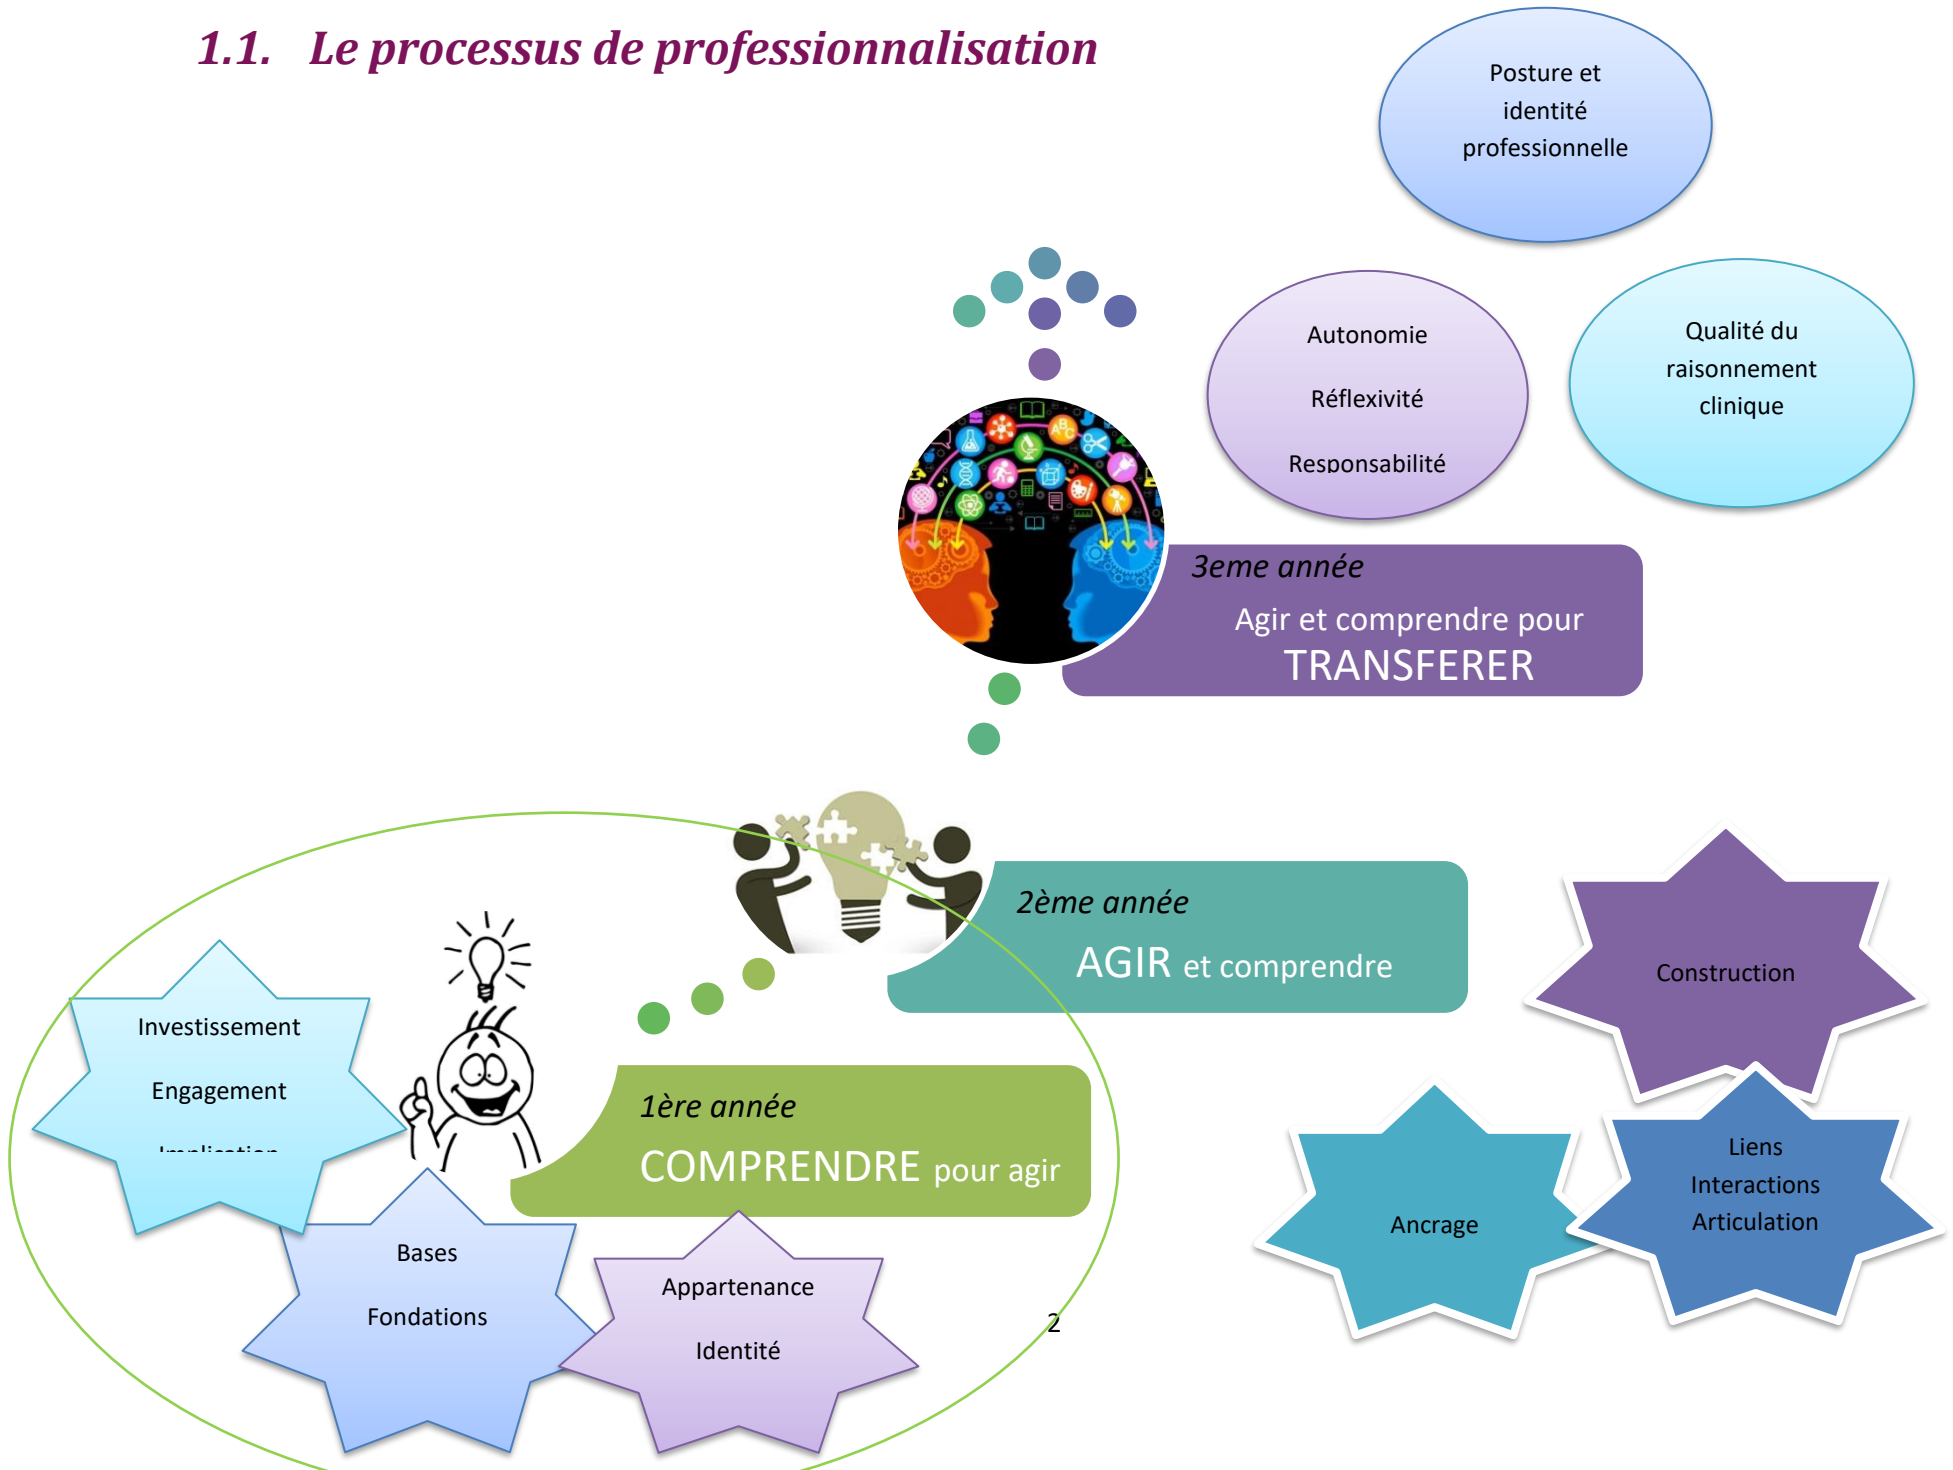 1.1. Le processus de professionnalisation
Posture et
identité
professionnelle
Autonomie
Réflexivité
Responsabilité
Qualité du
raisonnement
clinique
3eme année
Agir et comprendre pour
TRANSFERER
2ème année
AGIR et comprendre
Construction
Investissement
Engagement
Implication
1ère année
COMPRENDRE pour agir
Liens
Interactions
Articulation
Ancrage
Bases
Fondations
Appartenance
Identité
2